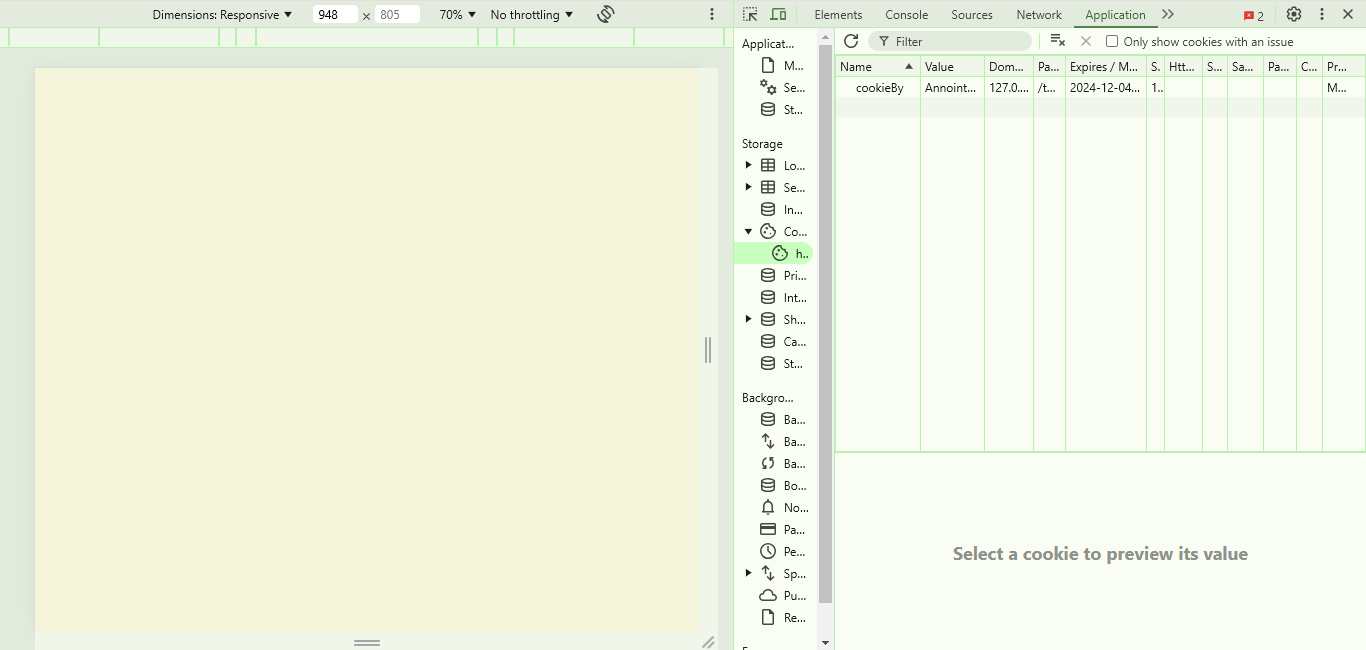 Dimensions: Responsive ▼ 948 × 805 70% ▼ No throttling ▼
Elements Console Sources Network Application 2
Applicat...
M...
Se...
St...
Storage
Lo...
Se...
In...
Co...
h..
Pri...
Int...
Sh...
Ca...
St...
Backgro...
Ba...
Ba...
Ba...
Bo...
No...
Pa...
Pe...
Sp...
Pu...
Re...
Filter Only show cookies with an issue
Name Value Dom... Pa... Expires / M... S. Htt... S... Sa... Pa... C... Pr...
cookieBy Annoint... 127.0.... /t... 2024-12-04... 1.. M...
Select a cookie to preview its value